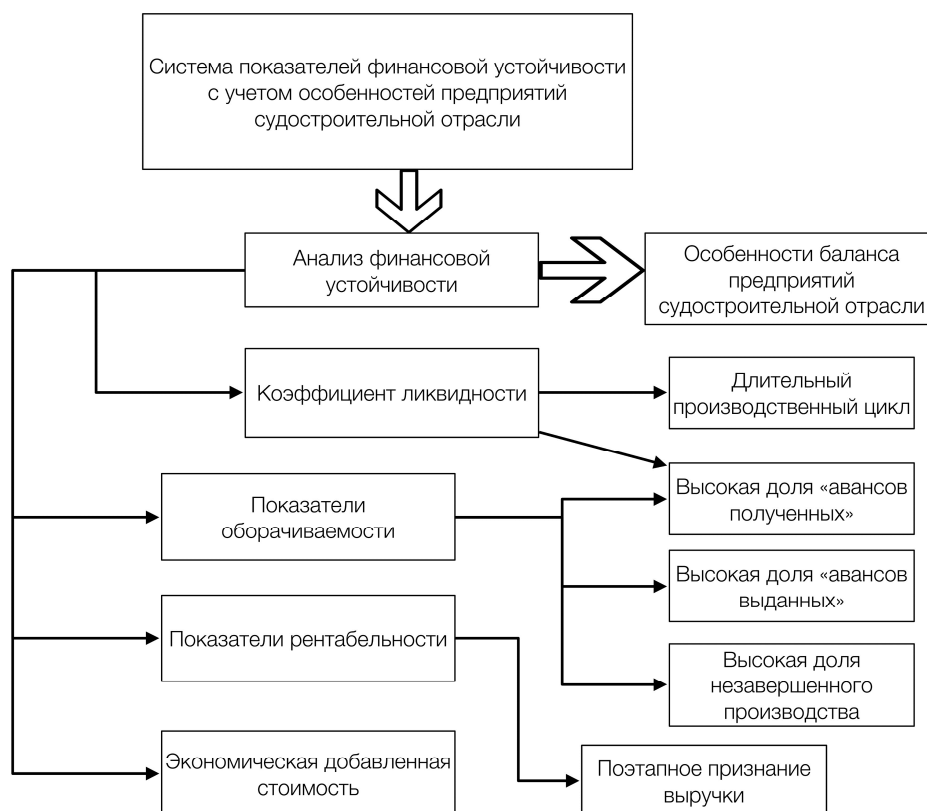 Система показателей финансовой устойчивости
с учетом особенностей предприятий
судостроительной отрасли
Анализ финансовой
устойчивости
Особенности баланса
предприятий
судостроительной отрасли
Коэффициент ликвидности
Длительный
производственный цикл
Показатели
оборачиваемости
Высокая доля «авансов
полученных»
Высокая доля «авансов
выданных»
Показатели рентабельности
Высокая доля
незавершенного
производства
Экономическая добавленная
стоимость
Поэтапное признание
выручки